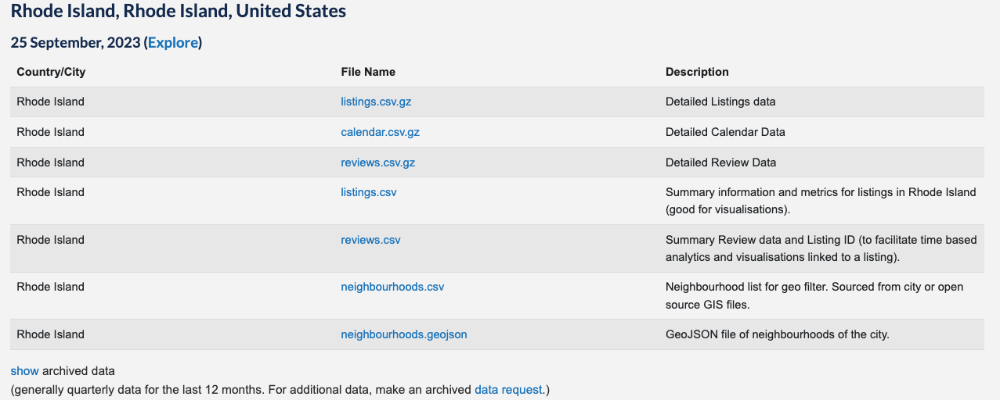 Rhode Island, Rhode Island, United States
25 September, 2023 (Explore)
Country/City File Name Description
Rhode Island listings.csv.gz Detailed Listings data
Rhode Island calendar.csv.gz Detailed Calendar Data
Rhode Island reviews.csv.gz Detailed Review Data
Rhode Island listings.csv Summary information and metrics for listings in Rhode Island
(good for visualisations).
Rhode Island reviews.csv Summary Review data and Listing ID (to facilitate time based
analytics and visualisations linked to a listing).
Rhode Island neighbourhoods.csv Neighbourhood list for geo filter. Sourced from city or open
source GIS files.
Rhode Island neighbourhoods.geojson GeoJSON file of neighbourhoods of the city.
show archived data
(generally quarterly data for the last 12 months. For additional data, make an archived data request.)